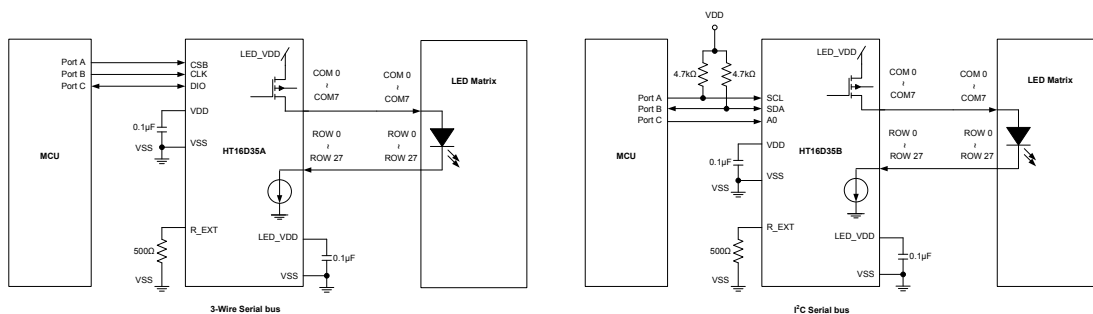 LED_VDD
Port A
Port B
Port C
CSB
CLK
DIO
COM 0
~
COM7
LED Matrix
VDD
0.1μF
VSS
VSS
MCU
HT16D35A
ROW 0
~
ROW 27
COM 0
~
COM7
ROW 0
~
ROW 27
R_EXT
500Ω
VSS
LED_VDD
0.1μF
VSS
3-Wire Serial bus
VDD
4.7kΩ
4.7kΩ
LED_VDD
Port A
Port B
Port C
SCL
SDA
A0
COM 0
~
COM7
COM 0
~
COM7
LED Matrix
VDD
0.1μF
VSS
VSS
MCU
HT16D35B
ROW 0
~
ROW 27
ROW 0
~
ROW 27
R_EXT
500Ω
VSS
LED_VDD
0.1μF
VSS
I²C Serial bus